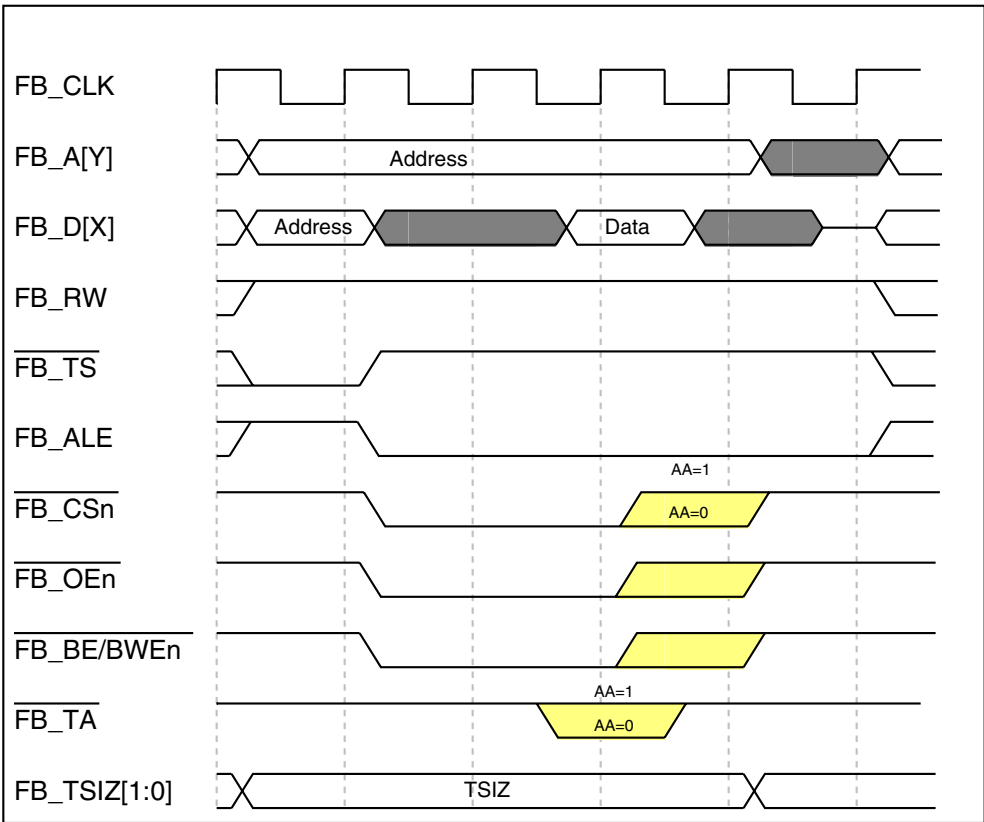 FB_CLK
FB_A[Y]
Address
FB_D[X]
Address
Data
FB_RW
FB_TS
FB_ALE
AA=1
FB_CSn
AA=0
FB_OEn
FB_BE/BWEn
AA=1
FB_TA
AA=0
FB_TSIZ[1:0]
TSIZ